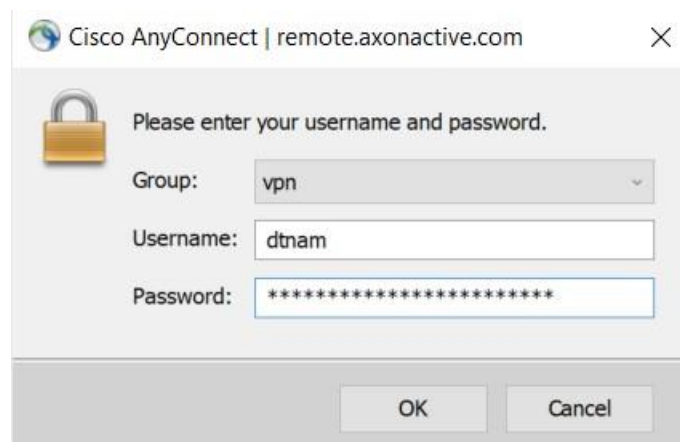 Cisco AnyConnect | remote.axonactive.com
Please enter your username and password.
Group: vpn
Username: dtnam
Password: ************************
OK Cancel